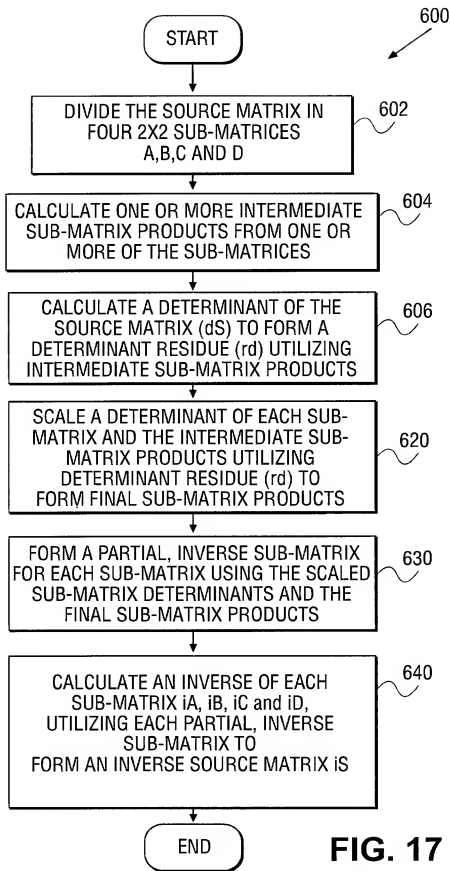 600
START
DIVIDE THE SOURCE MATRIX IN
FOUR 2X2 SUB-MATRICES
A,B,C AND D
602
CALCULATE ONE OR MORE INTERMEDIATE
SUB-MATRIX PRODUCTS FROM ONE OR
MORE OF THE SUB-MATRICES
604
CALCULATE A DETERMINANT OF THE
SOURCE MATRIX (dS) TO FORM A
DETERMINANT RESIDUE (rd) UTILIZING
INTERMEDIATE SUB-MATRIX PRODUCTS
606
SCALE A DETERMINANT OF EACH SUB-
MATRIX AND THE INTERMEDIATE SUB-
MATRIX PRODUCTS UTILIZING
DETERMINANT RESIDUE (rd) TO
FORM FINAL SUB-MATRIX PRODUCTS
620
FORM A PARTIAL, INVERSE SUB-MATRIX
FOR EACH SUB-MATRIX USING THE SCALED
SUB-MATRIX DETERMINANTS AND THE
FINAL SUB-MATRIX PRODUCTS
630
CALCULATE AN INVERSE OF EACH
SUB-MATRIX iA, iB, iC and iD,
UTILIZING EACH PARTIAL, INVERSE
SUB-MATRIX TO
FORM AN INVERSE SOURCE MATRIX iS
640
END
FIG. 17